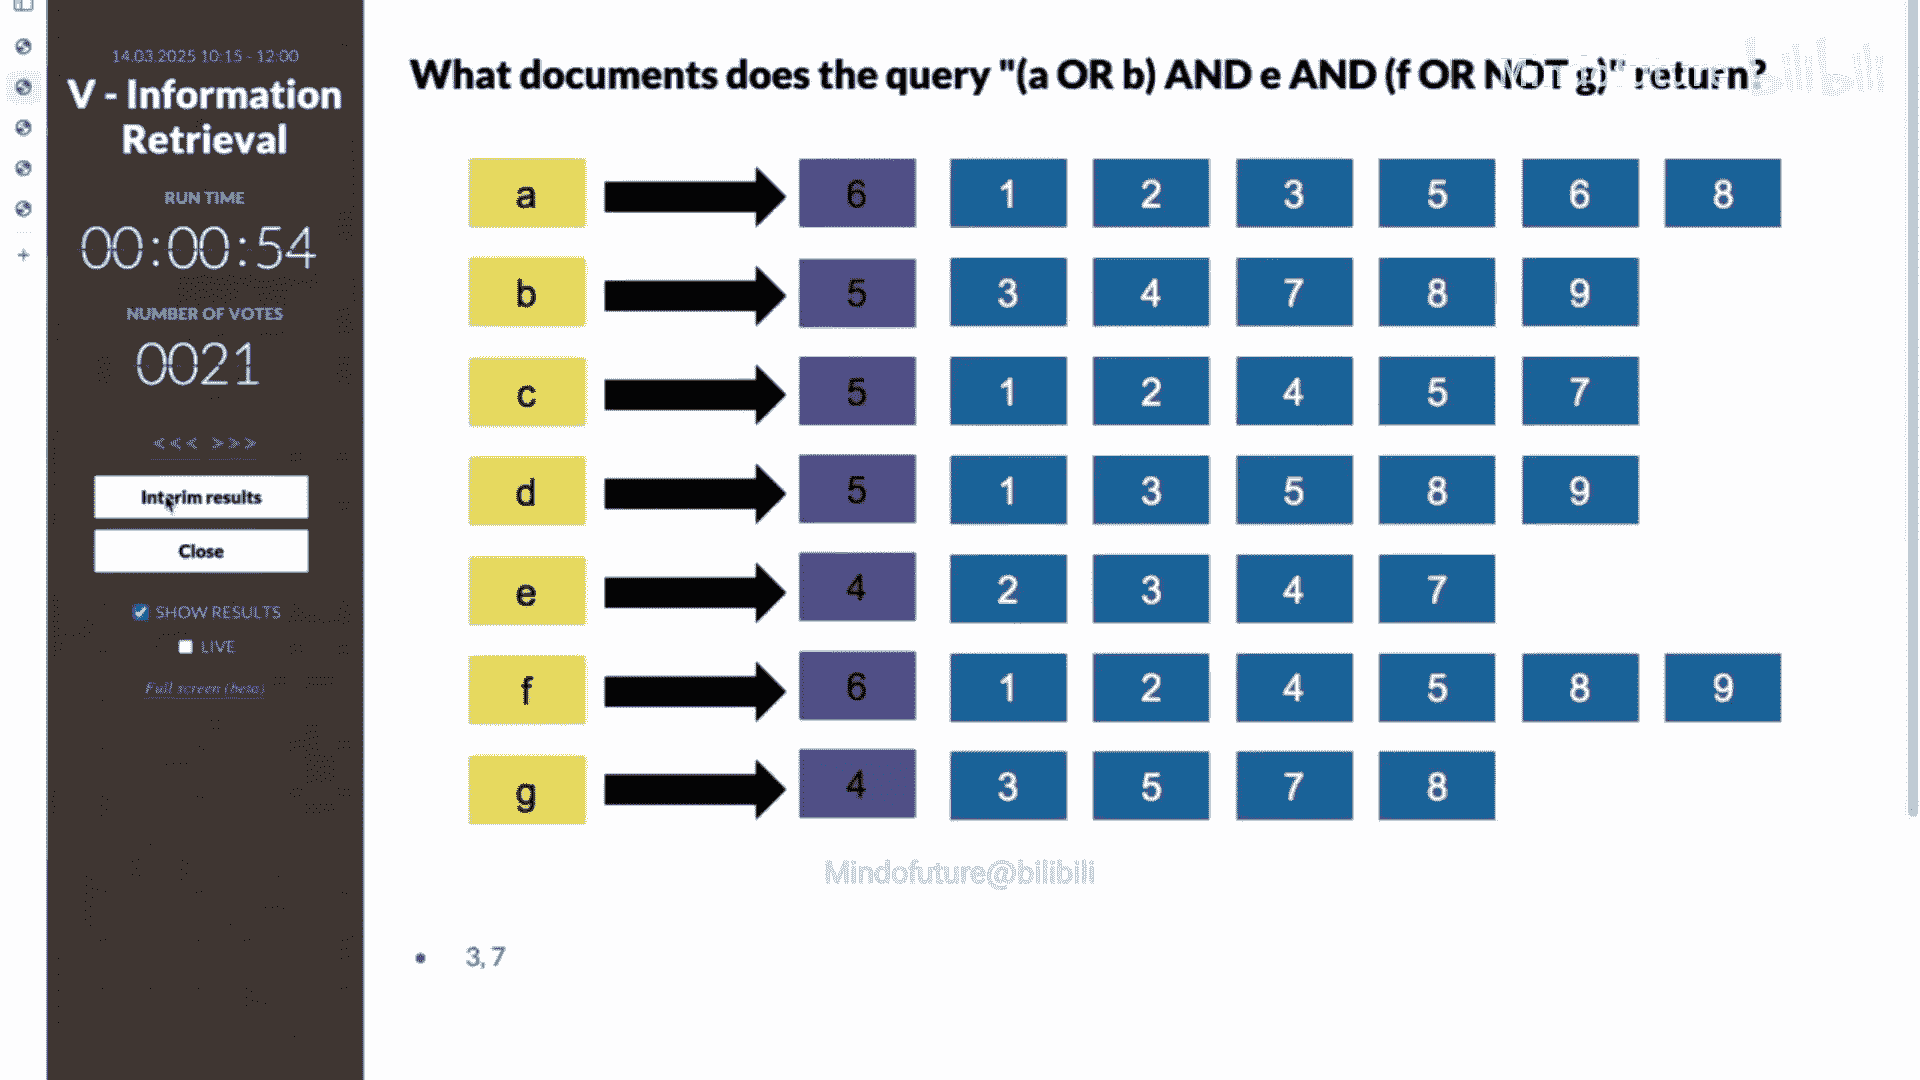 14.03.2025 10:15 - 12:00
V - Information
Retrieval
RUN TIME
00:00:54
NUMBER OF VOTES
0021
<<< >>>
Interim results
Close
SHOW RESULTS
LIVE
Full screen (beta)
What documents does the query "(a OR b) AND e AND (f OR NOT g)" return?
bilibili
a 6 1 2 3 5 6 8
b 5 3 4 7 8 9
c 5 1 2 4 5 7
d 5 1 3 5 8 9
e 4 2 3 4 7
f 6 1 2 4 5 8 9
g 4 3 5 7 8
Mindofuture@bilibili
• 3, 7